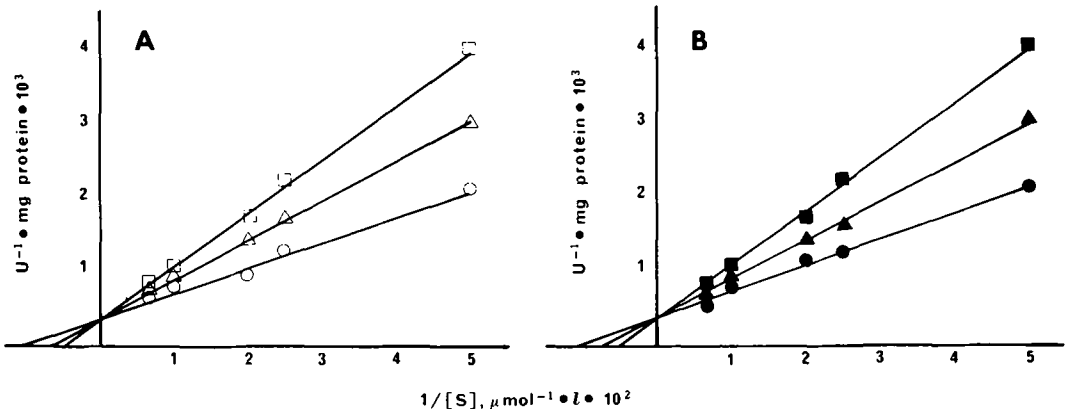 A
U⁻¹ • mg protein • 10³
4
3
2
1
1 2 3 4 5
B
U⁻¹ • mg protein • 10³
4
3
2
1
1 2 3 4 5
1/[S], μmol⁻¹ • l • 10²